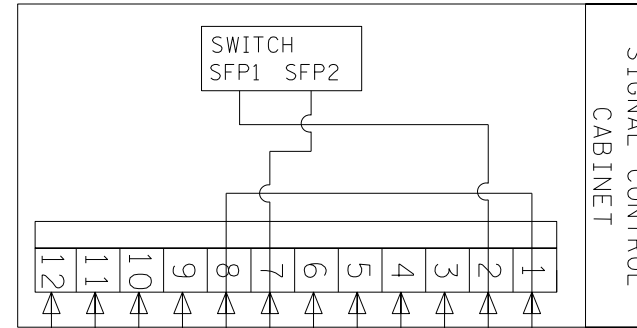 SWITCH
SFP1 SFP2
12 11 10 9 8 7 6 5 4 3 2 1
SIGNAL CONTROL
CABINET